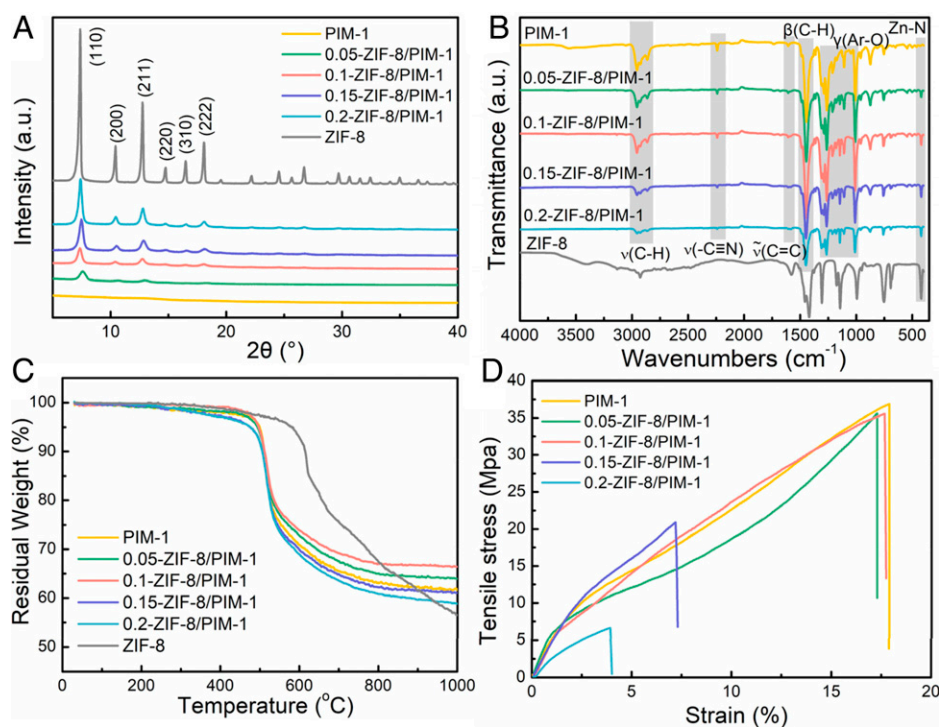 A
Intensity (a.u.)
(110)
(200)
(211)
(220)
(310)
(222)
PIM-1
0.05-ZIF-8/PIM-1
0.1-ZIF-8/PIM-1
0.15-ZIF-8/PIM-1
0.2-ZIF-8/PIM-1
ZIF-8
10 20 30 40
2θ (°)
B
Transmittance (a.u.)
PIM-1
0.05-ZIF-8/PIM-1
0.1-ZIF-8/PIM-1
0.15-ZIF-8/PIM-1
0.2-ZIF-8/PIM-1
ZIF-8
β(C-H)
γ(Ar-O)
Zn-N
ν(C-H)
ν(-C≡N)
ṽ(C=C)
4000 3500 3000 2500 2000 1500 1000 500
Wavenumbers (cm⁻¹)
C
Residual Weight (%)
100
90
80
70
60
50
PIM-1
0.05-ZIF-8/PIM-1
0.1-ZIF-8/PIM-1
0.15-ZIF-8/PIM-1
0.2-ZIF-8/PIM-1
ZIF-8
0 200 400 600 800 1000
Temperature (°C)
D
Tensile stress (Mpa)
40
35
30
25
20
15
10
5
0
PIM-1
0.05-ZIF-8/PIM-1
0.1-ZIF-8/PIM-1
0.15-ZIF-8/PIM-1
0.2-ZIF-8/PIM-1
0 5 10 15 20
Strain (%)